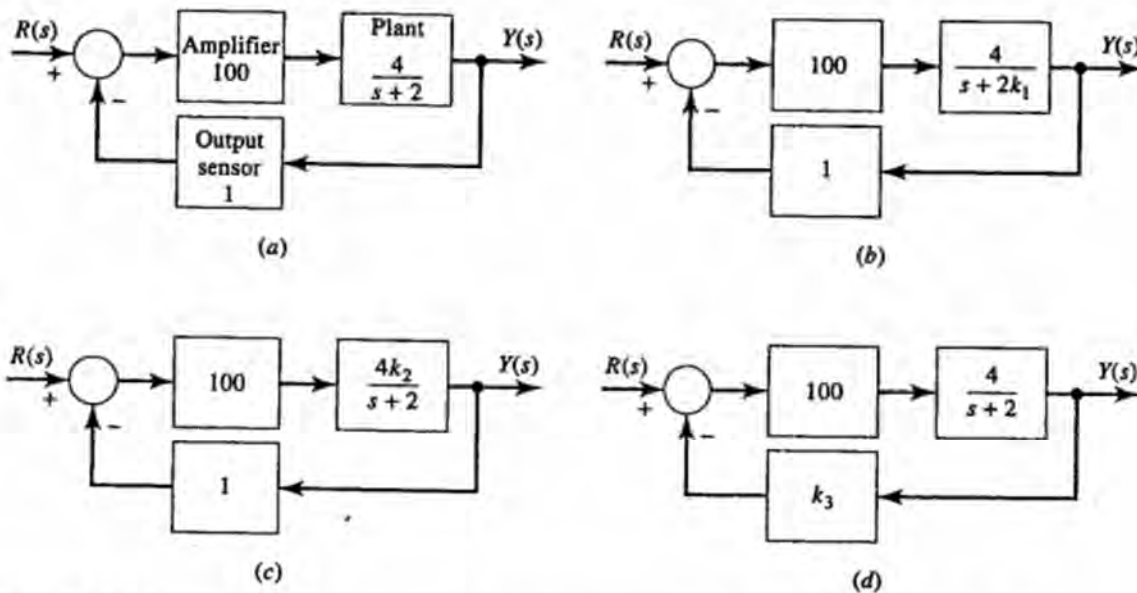 R(s)
+
−
Amplifier
100
Plant
4
s + 2
Y(s)
Output
sensor
1
(a)
R(s)
+
−
100
4
s + 2k₁
Y(s)
1
(b)
R(s)
+
−
100
4k₂
s + 2
Y(s)
1
(c)
R(s)
+
−
100
4
s + 2
Y(s)
k₃
(d)